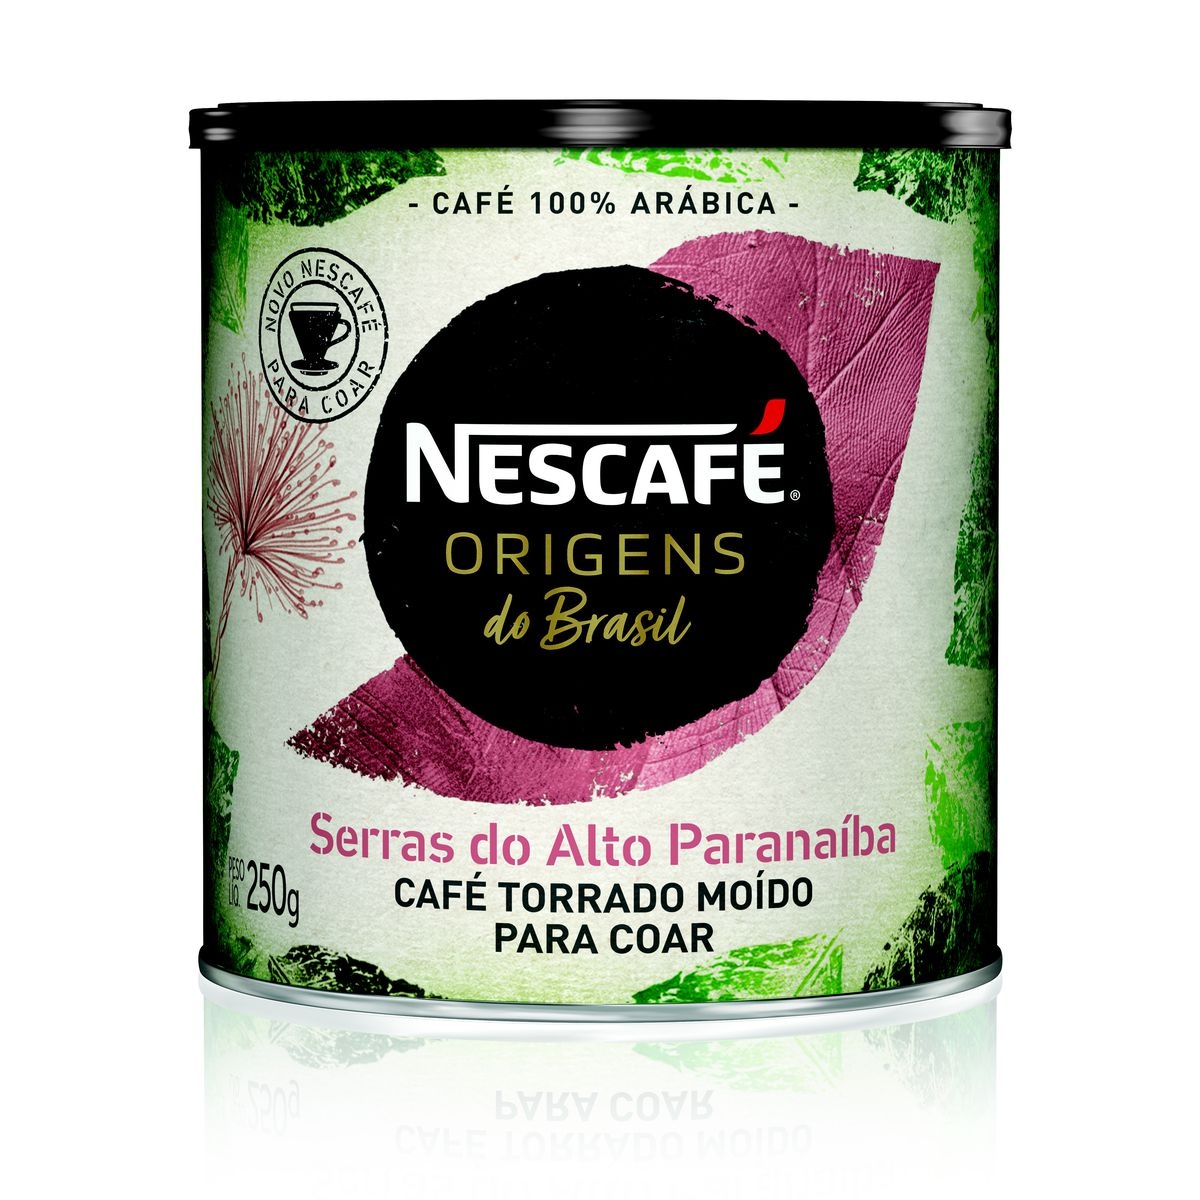 - CAFÉ 100% ARÁBICA -
NOVO NESCAFÉ
PARA COAR
NESCAFÉ®
ORIGENS
do Brasil
Serras do Alto Paranaíba
PESO
LÍQ. 250g
CAFÉ TORRADO MOÍDO
PARA COAR